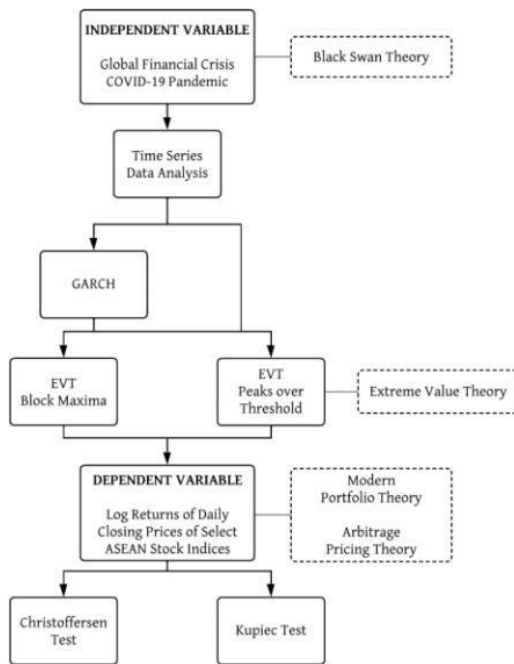 INDEPENDENT VARIABLE
Global Financial Crisis
COVID-19 Pandemic
Black Swan Theory
Time Series
Data Analysis
GARCH
EVT
Block Maxima
EVT
Peaks over
Threshold
Extreme Value Theory
DEPENDENT VARIABLE
Log Returns of Daily
Closing Prices of Select
ASEAN Stock Indices
Modern
Portfolio Theory
Arbitrage
Pricing Theory
Christoffersen
Test
Kupiec Test